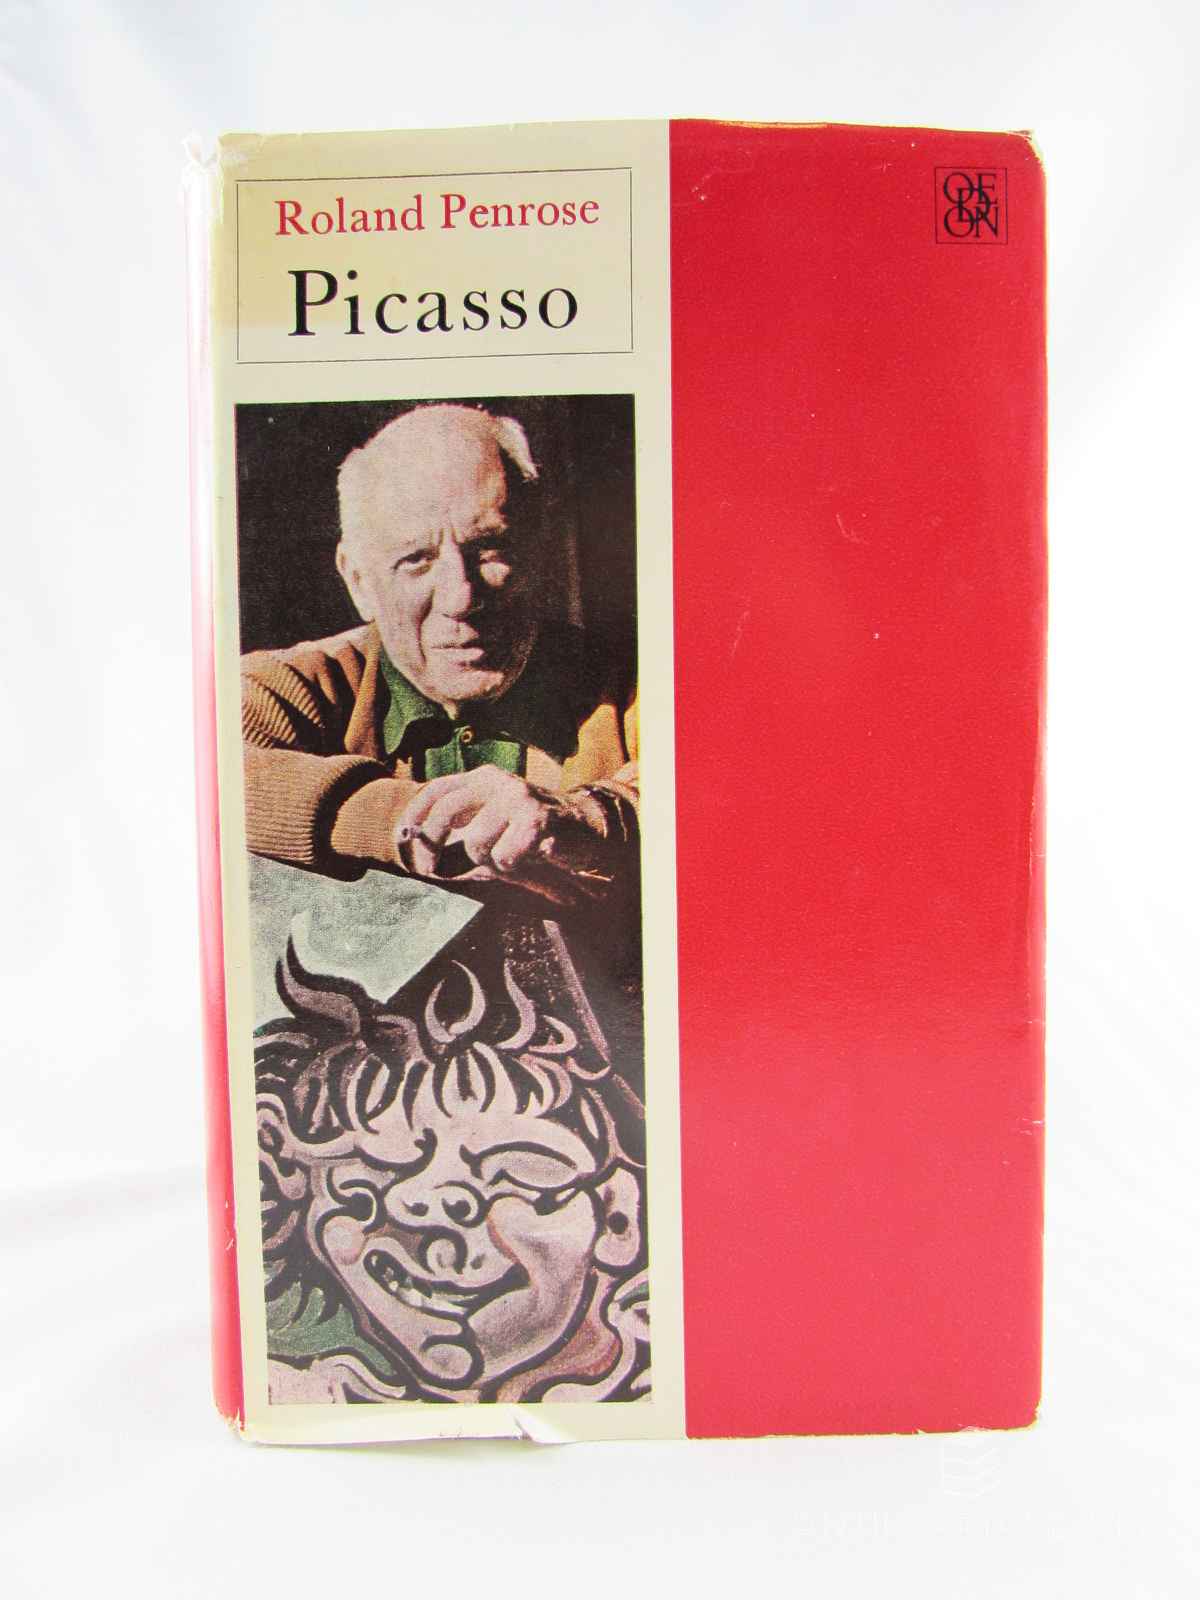 Roland Penrose
Picasso
ODEON